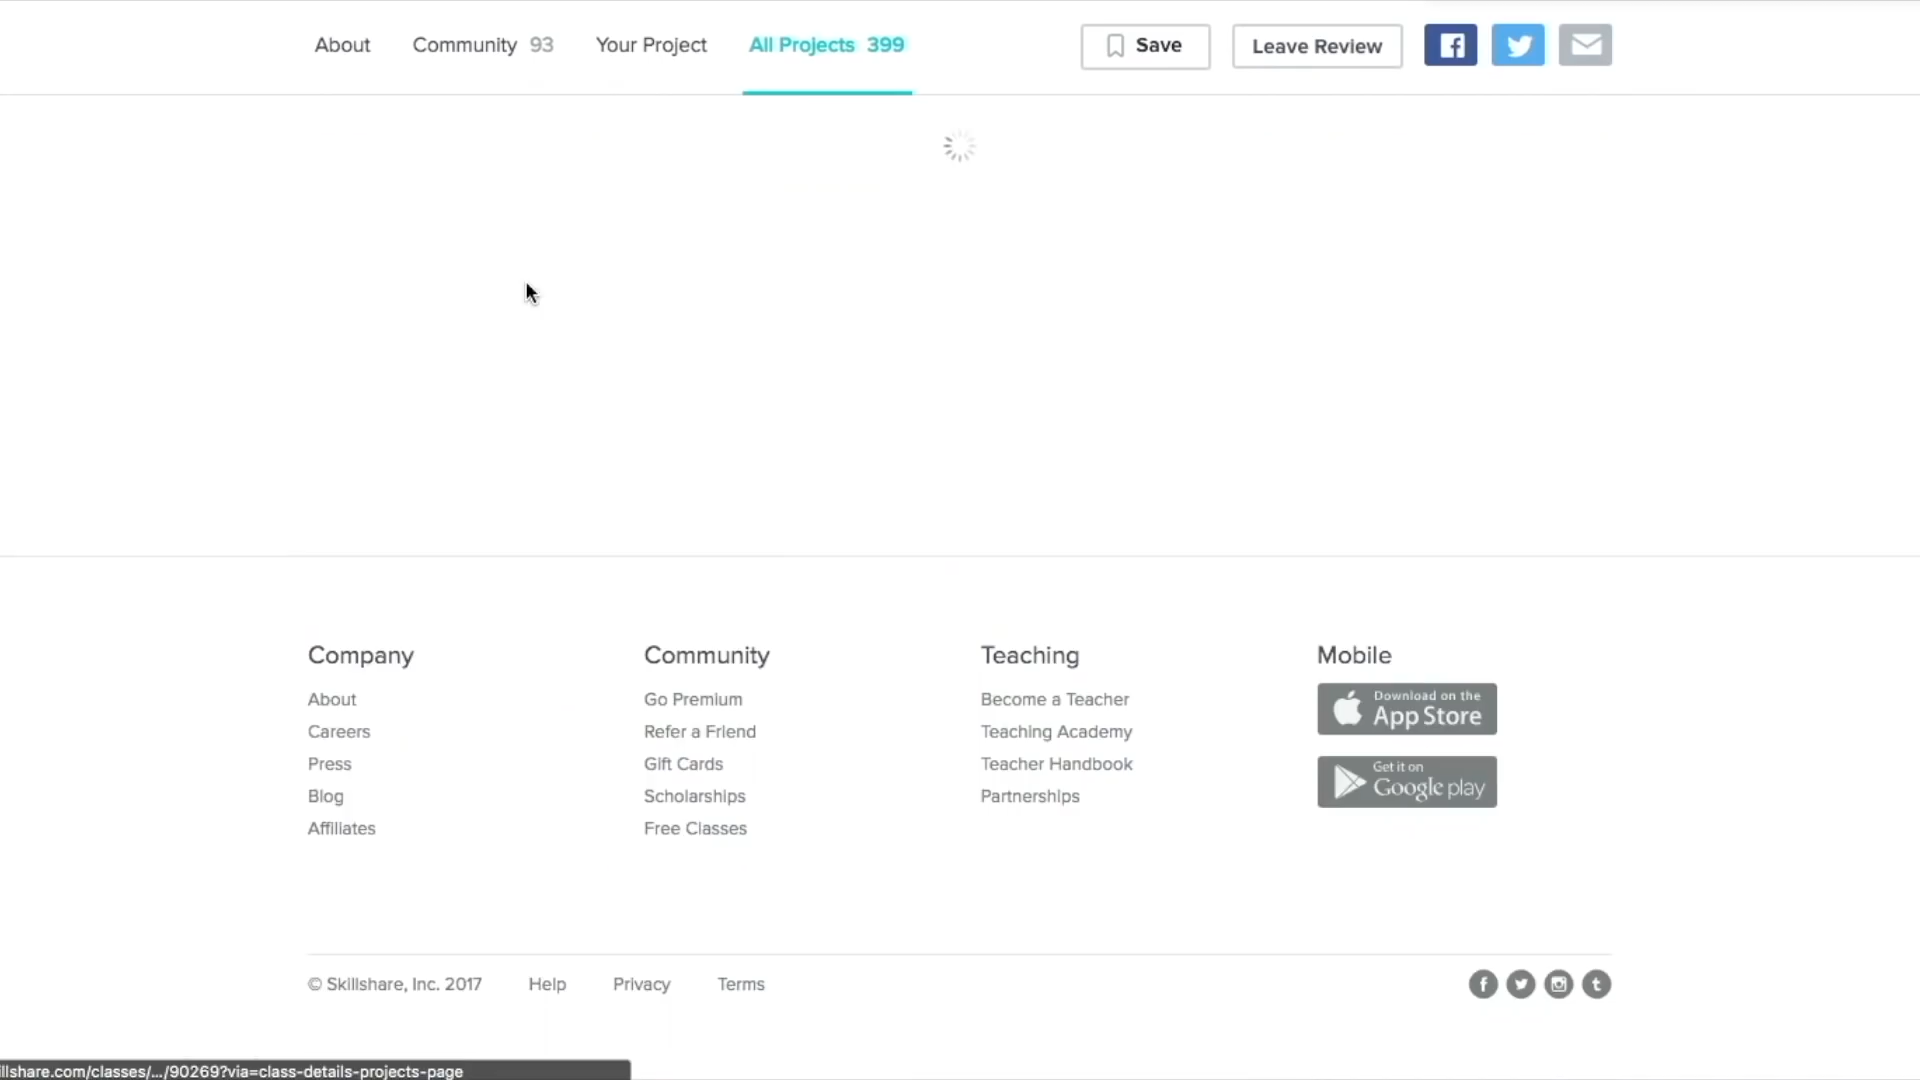 About Community 93 Your Project All Projects 399 Save Leave Review
Company Community Teaching Mobile
About Go Premium Become a Teacher Download on the App Store
Careers Refer a Friend Teaching Academy
Press Gift Cards Teacher Handbook Get it on Google play
Blog Scholarships Partnerships
Affiliates Free Classes
© Skillshare, Inc. 2017 Help Privacy Terms
illshare.com/classes/.../90269?via=class-details-projects-page